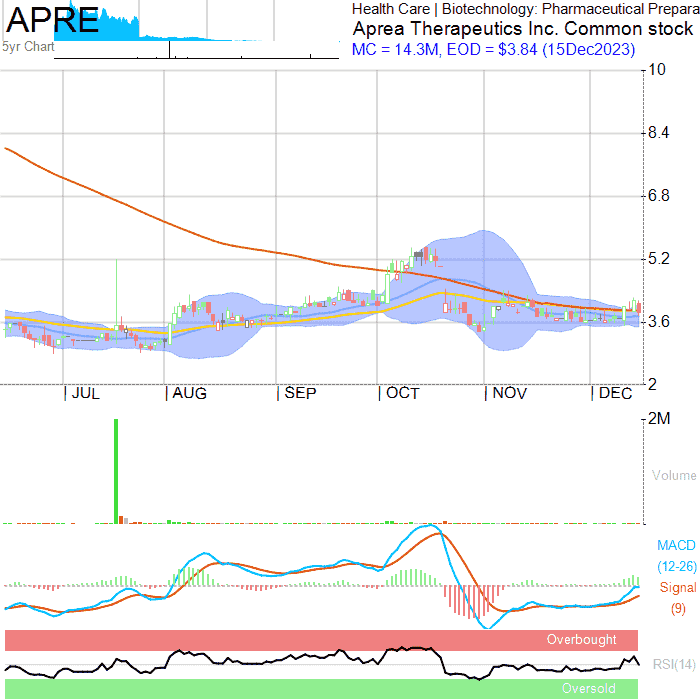 APRE
5yr Chart
Health Care | Biotechnology: Pharmaceutical Prepara
Aprea Therapeutics Inc. Common stock
MC = 14.3M, EOD = $3.84 (15Dec2023)
10
8.4
6.8
5.2
3.6
2
JUL AUG SEP OCT NOV DEC
2M
Volume
MACD
(12-26)
Signal
(9)
Overbought
RSI(14)
Oversold